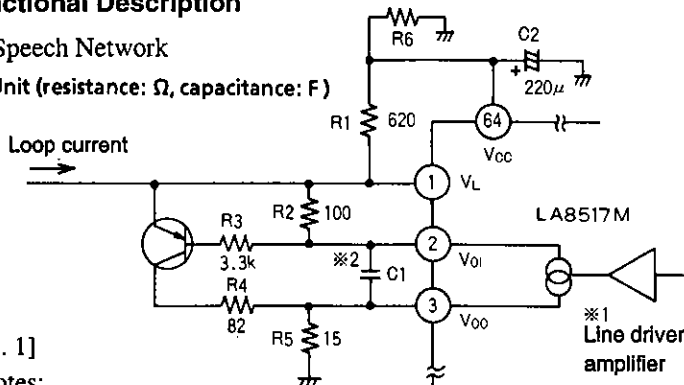 ctional Description
Speech Network
Unit (resistance: Ω, capacitance: F)
R6
C2
+
220μ
R1 620
64
VCC
Loop current
1 VL
R2 100
LA8517M
R3
3.3k
※2
C1
2
VOI
R4
82
3
VOO
R5 15
※1
Line driver
amplifier
. 1]
otes: